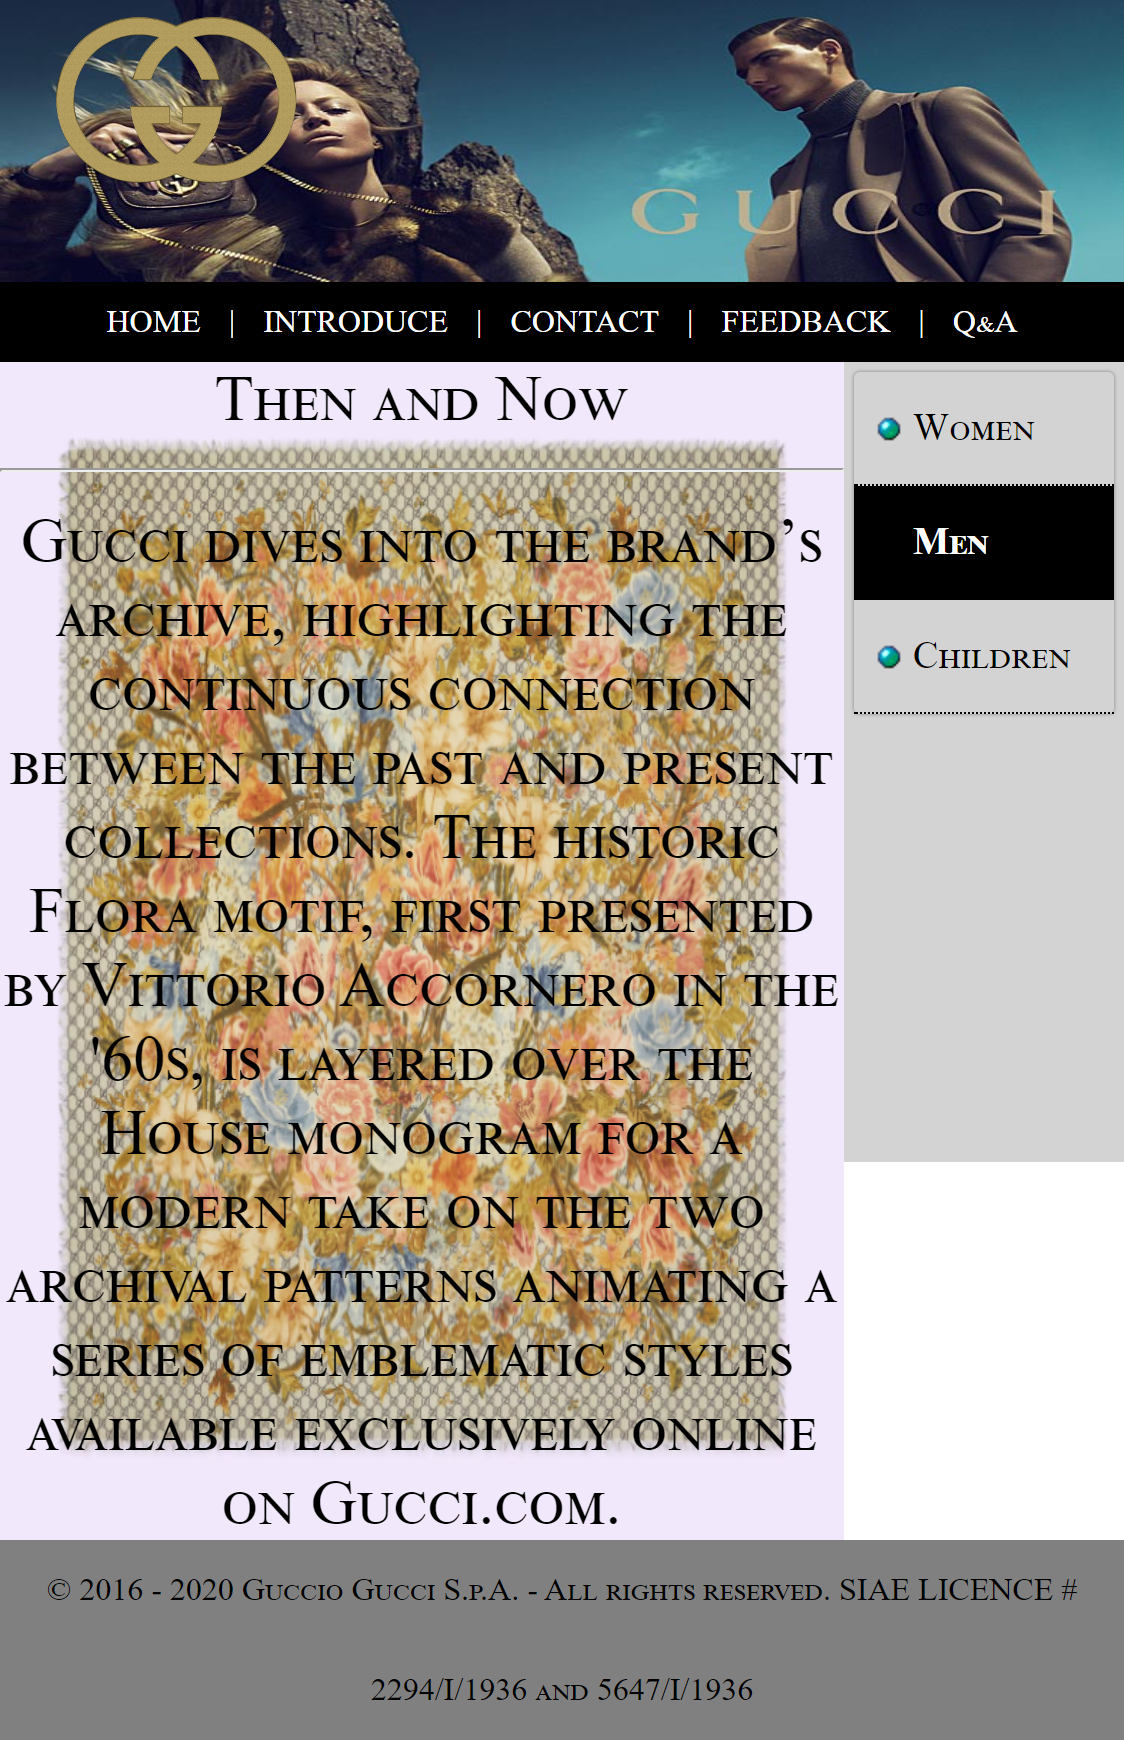 GUCCI
HOME | INTRODUCE | CONTACT | FEEDBACK | Q&A
Then and Now
Gucci dives into the brand’s
archive, highlighting the
continuous connection
between the past and present
collections. The historic
Flora motif, first presented
by Vittorio Accornero in the
'60s, is layered over the
House monogram for a
modern take on the two
archival patterns animating a
series of emblematic styles
available exclusively online
on Gucci.com.
Women
Men
Children
© 2016 - 2020 Guccio Gucci S.p.A. - All rights reserved. SIAE LICENCE #
2294/I/1936 and 5647/I/1936